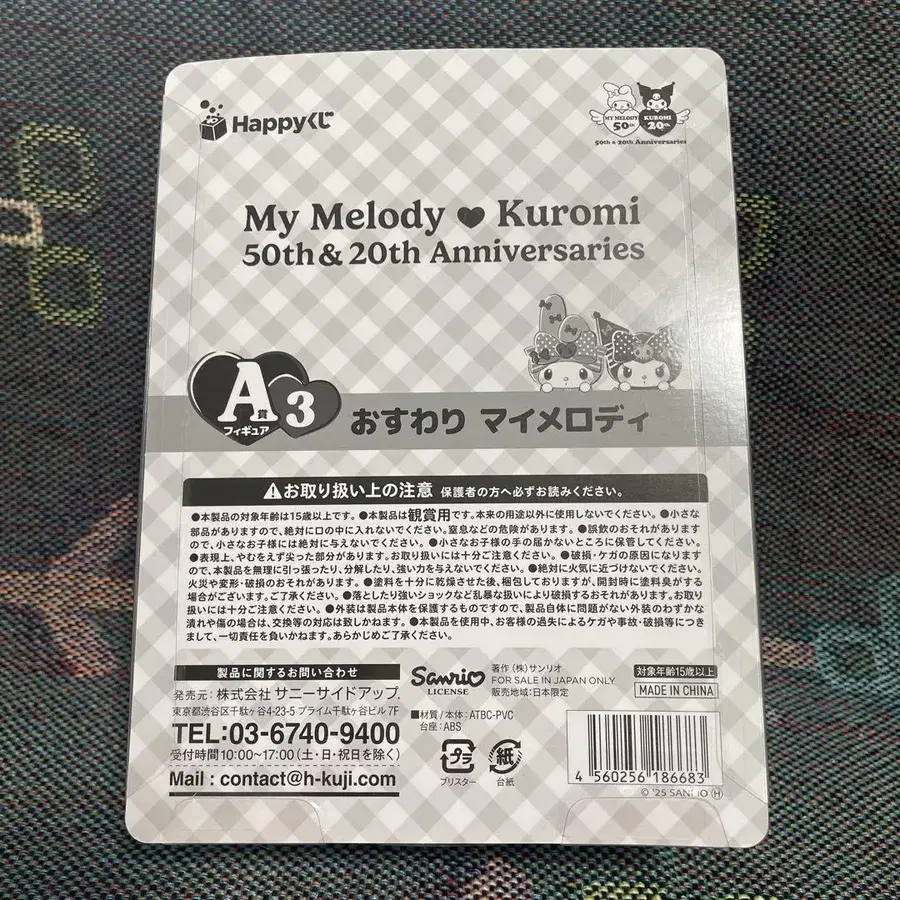 Happyくじ
MY MELODY 50th
KUROMI 20th
50th & 20th Anniversaries
My Melody ♥ Kuromi
50th & 20th Anniversaries
A賞
フィギュア
3
おすわり マイメロディ
⚠お取り扱い上の注意 保護者の方へ必ずお読みください。
●本製品の対象年齢は15歳以上です。●本製品は観賞用です。本来の用途以外に使用しないでください。●小さな
部品がありますので、絶対に口の中に入れないでください。窒息などの危険があります。●誤飲のおそれがあります
ので、小さなお子様には絶対に与えないでください。●小さなお子様の手の届かないところに保管してください。
●表現上、やむをえず尖った部分があります。お取り扱いには十分ご注意ください。●破損・ケガの原因になります
ので、本製品を無理に引っ張ったり、分解したり、強い力を与えないでください。●絶対に火気に近づけないでください。
火災や変形・破損のおそれがあります。●塗料を十分に乾燥させた後、梱包しておりますが、開封時に塗料臭がする
場合がございます。ご了承ください。●落としたり強いショックなど乱暴な扱いにより破損するおそれがあります。お取
り扱いには十分ご注意ください。●外装は製品本体を保護するものですので、製品自体に問題がない外装のわずかな
潰れや傷の場合は、交換等の対応は致しかねます。●本製品を使用中、お客様の過失によるケガや事故・破損等につき
まして、一切責任を負いかねます。あらかじめご了承ください。
製品に関するお問い合わせ
発売元：株式会社 サニーサイドアップ
東京都渋谷区千駄ヶ谷4-23-5 プライム千駄ヶ谷ビル 7F
TEL:03-6740-9400
受付時間 10:00~17:00 (土・日・祝日を除く)
Mail : contact@h-kuji.com
Sanrio
LICENSE
著作 (株)サンリオ
FOR SALE IN JAPAN ONLY
販売地域:日本限定
■材質／本体：ATBC-PVC
台座：ABS
プラ
ブリスター
紙
台紙
対象年齢15歳以上
MADE IN CHINA
4 560256 186683
© '25 SANRIO Ⓗ